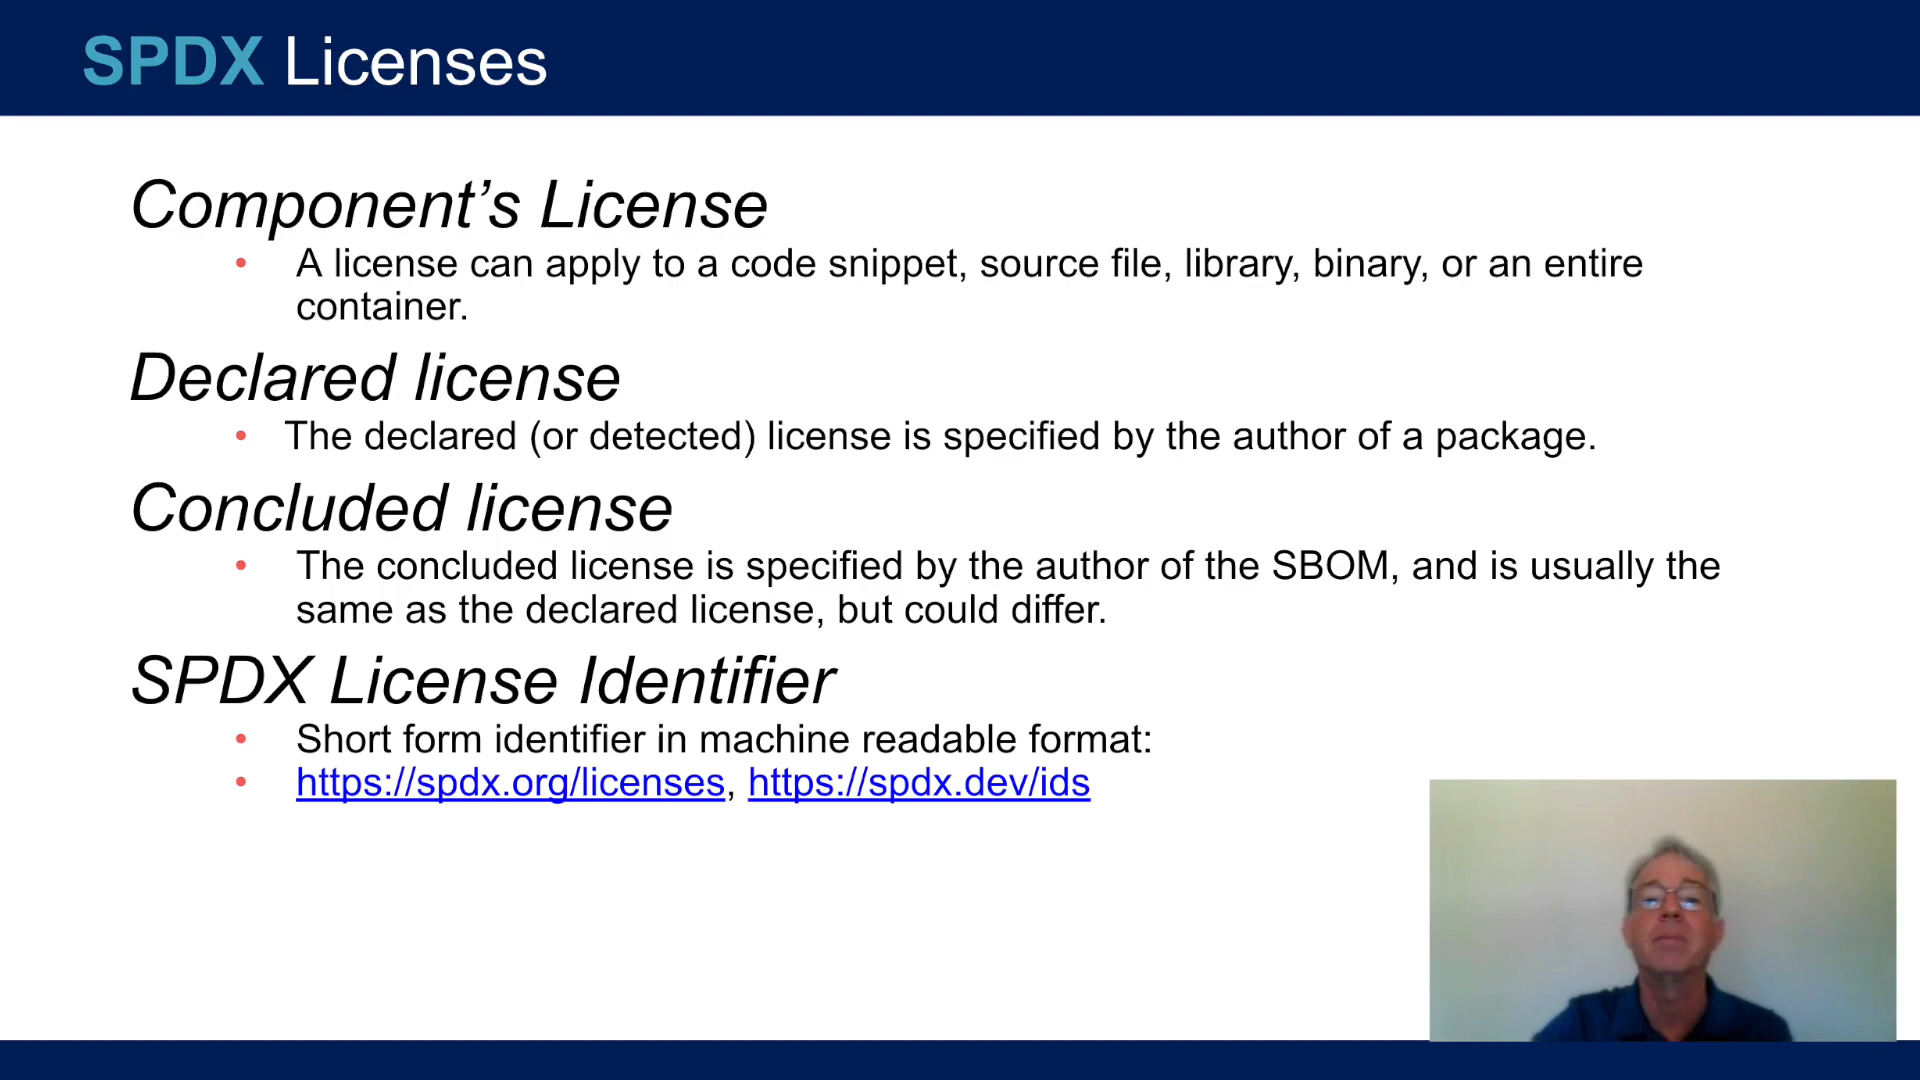 SPDX Licenses
Component’s License
• A license can apply to a code snippet, source file, library, binary, or an entire
container.
Declared license
• The declared (or detected) license is specified by the author of a package.
Concluded license
• The concluded license is specified by the author of the SBOM, and is usually the
same as the declared license, but could differ.
SPDX License Identifier
• Short form identifier in machine readable format:
• https://spdx.org/licenses, https://spdx.dev/ids